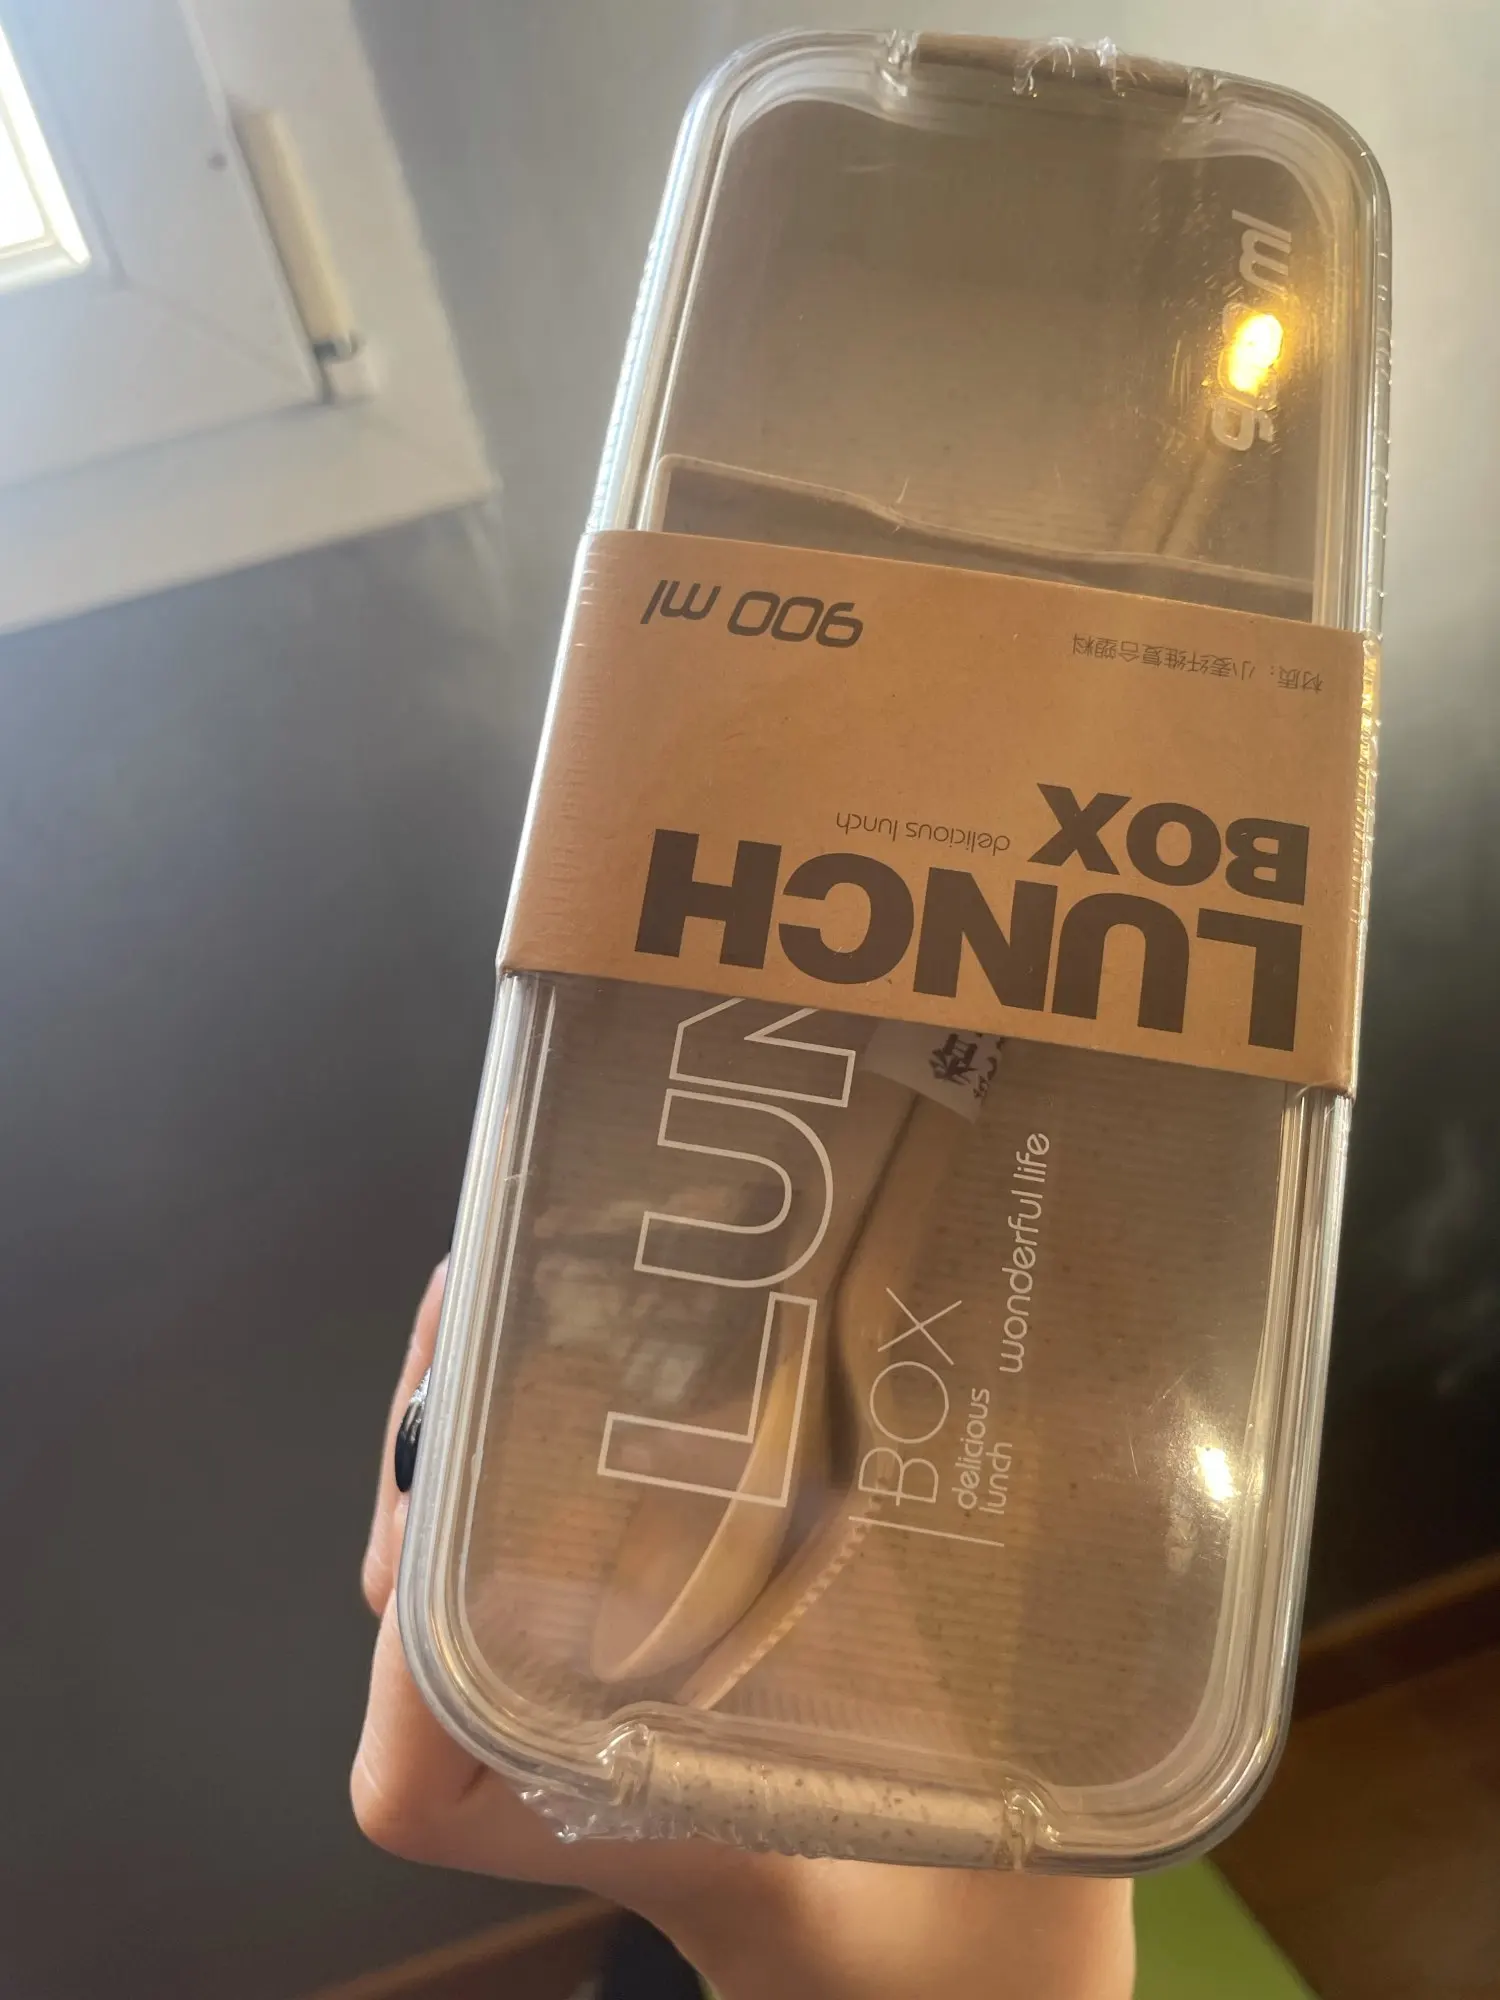 LUNCH
BOX
delicious lunch
900 ml
材质：小麦纤维复合塑料
LUN
BOX
delicious
lunch
wonderful life
ml